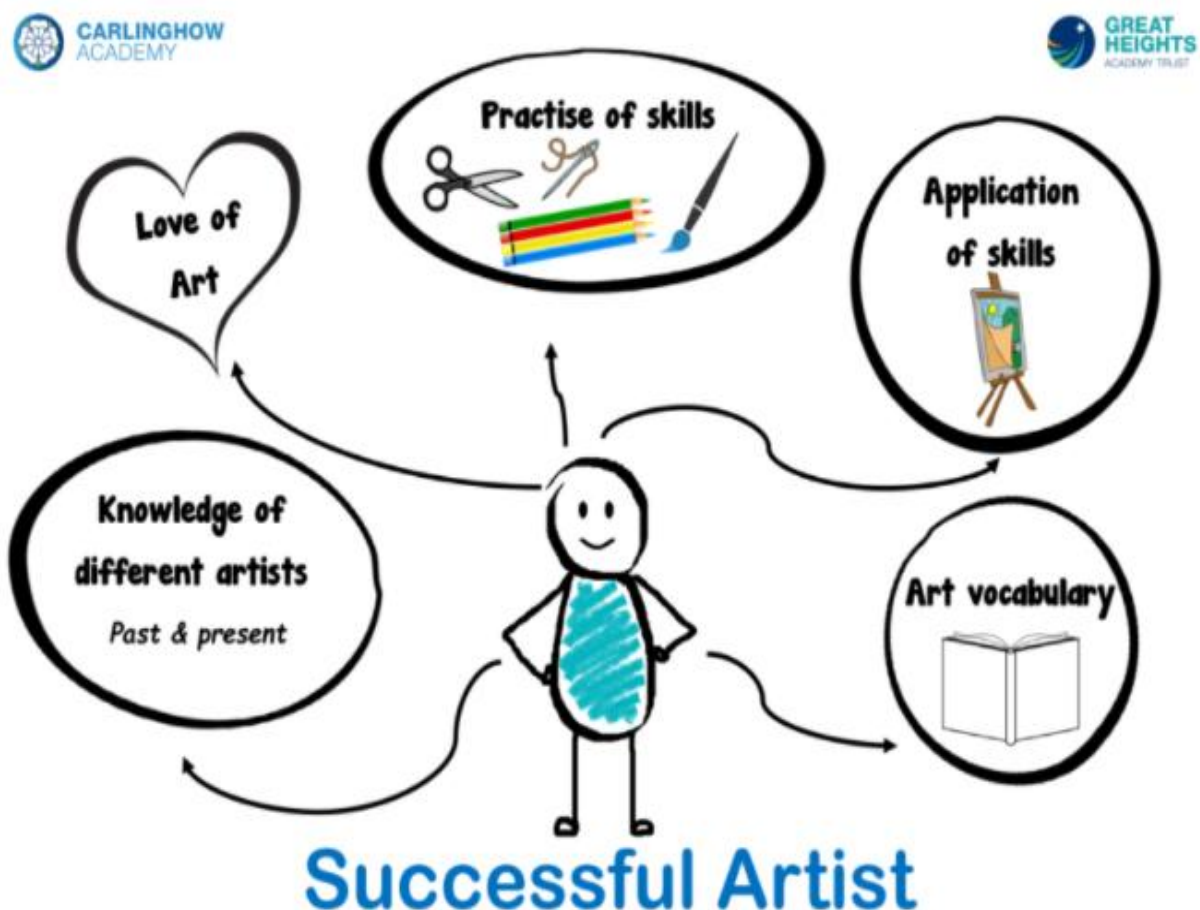 CARLINGHOW
ACADEMY
GREAT
HEIGHTS
ACADEMY TRUST
Practise of skills
Love of
Art
Application
of skills
Knowledge of
different artists
Past & present
Art vocabulary
Successful Artist